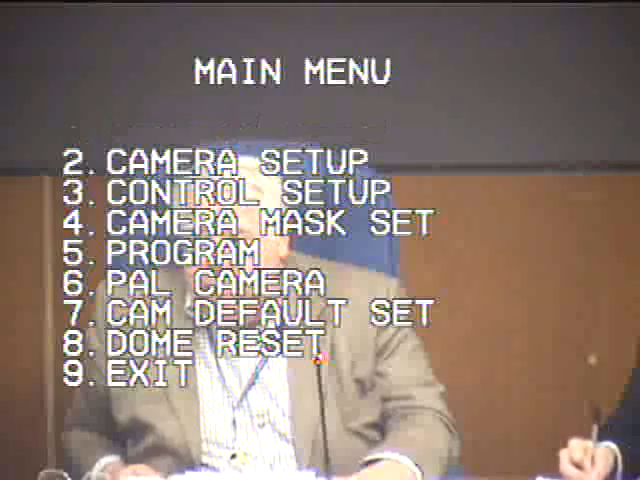 MAIN MENU
2. CAMERA SETUP
3. CONTROL SETUP
4. CAMERA MASK SET
5. PROGRAM
6. PAL CAMERA
7. CAM DEFAULT SET
8. DOME RESET
9. EXIT